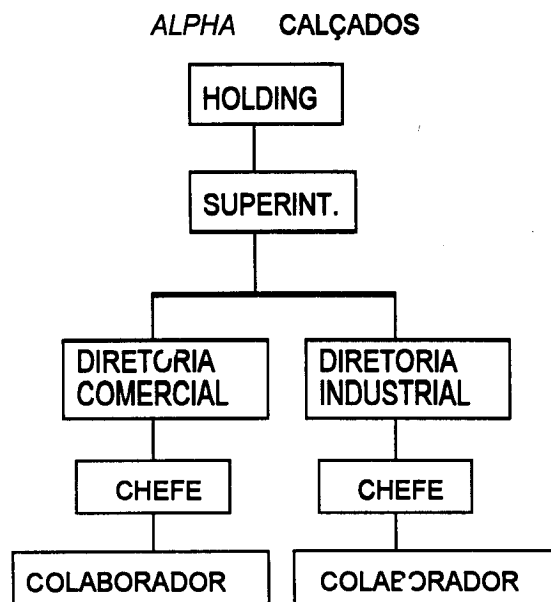 ALPHA CALÇADOS
HOLDING
SUPERINT.
DIRETORIA
COMERCIAL
DIRETORIA
INDUSTRIAL
CHEFE
CHEFE
COLABORADOR
COLABORADOR